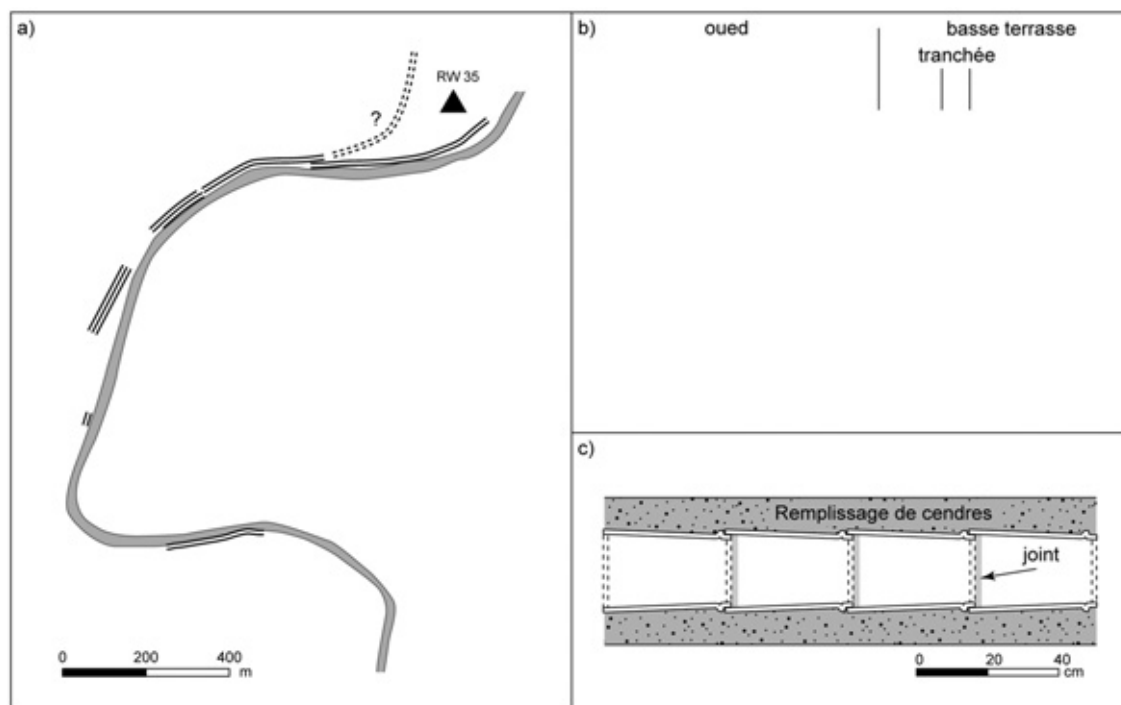 a)
RW 35
?
0 200 400
m
b)
oued
basse terrasse
tranchée
c)
Remplissage de cendres
joint
0 20 40
cm